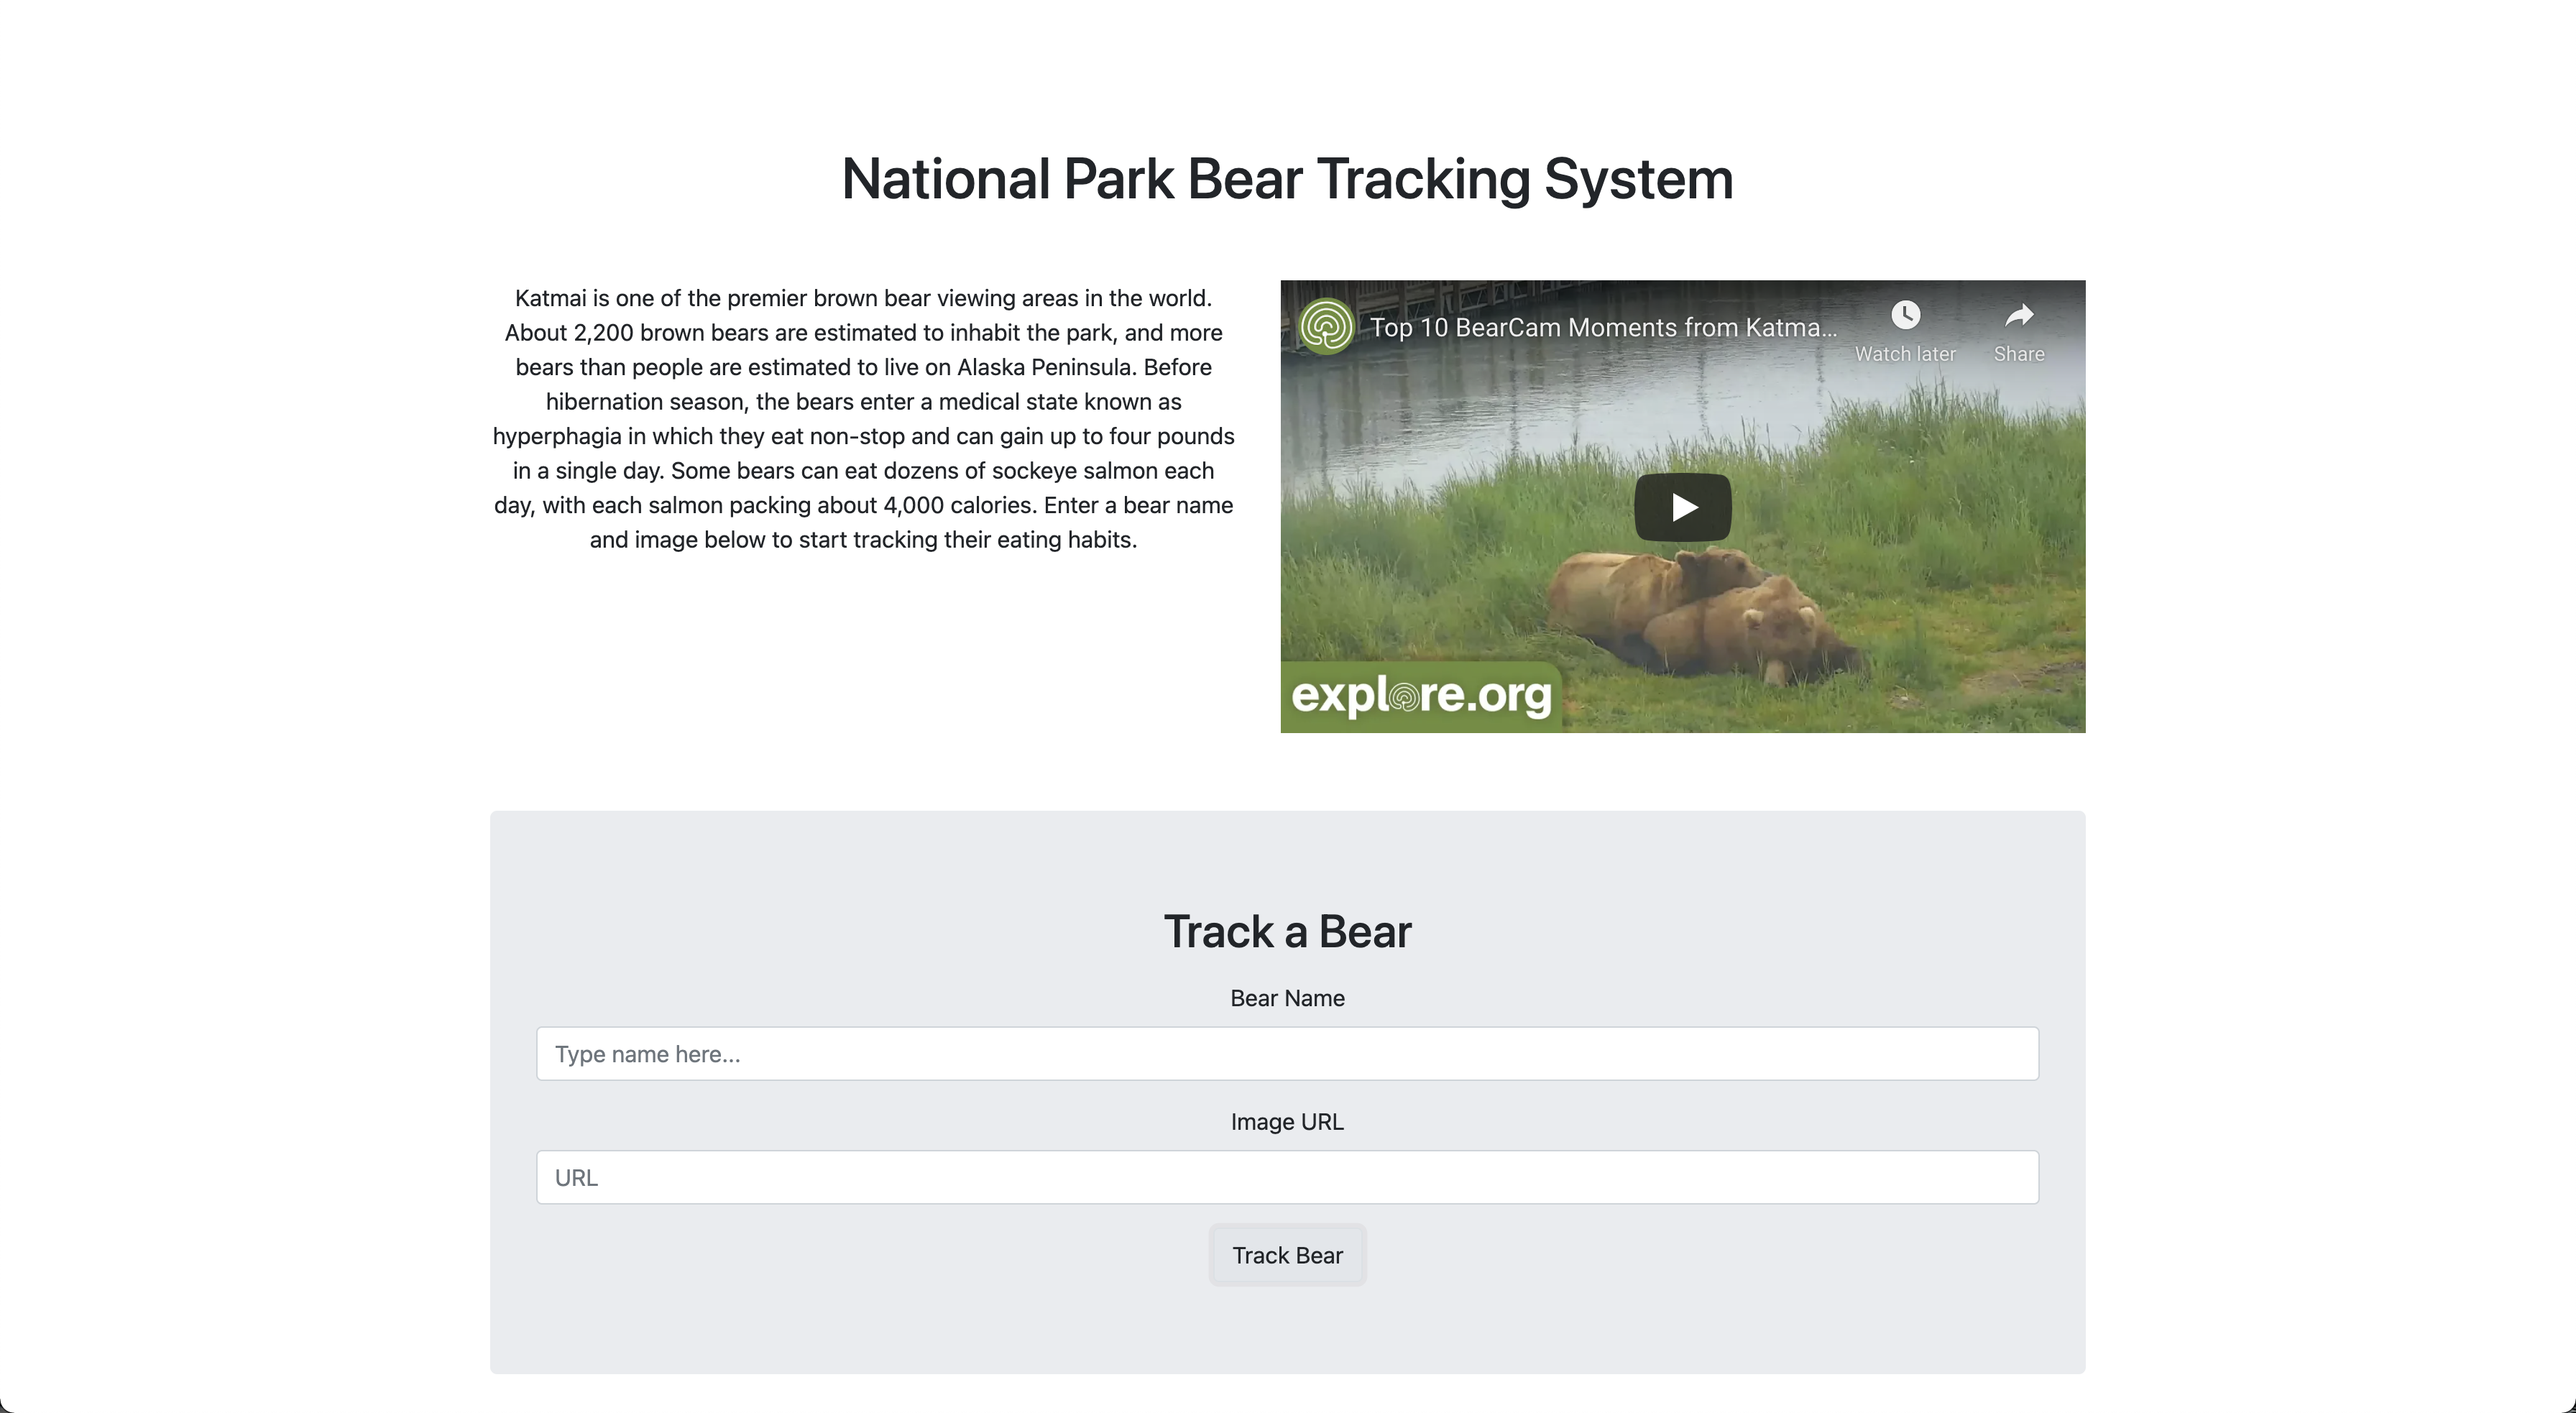 National Park Bear Tracking System
Katmai is one of the premier brown bear viewing areas in the world.
About 2,200 brown bears are estimated to inhabit the park, and more
bears than people are estimated to live on Alaska Peninsula. Before
hibernation season, the bears enter a medical state known as
hyperphagia in which they eat non-stop and can gain up to four pounds
in a single day. Some bears can eat dozens of sockeye salmon each
day, with each salmon packing about 4,000 calories. Enter a bear name
and image below to start tracking their eating habits.
Top 10 BearCam Moments from Katma...
Watch later
Share
explore.org
Track a Bear
Bear Name
Type name here...
Image URL
URL
Track Bear